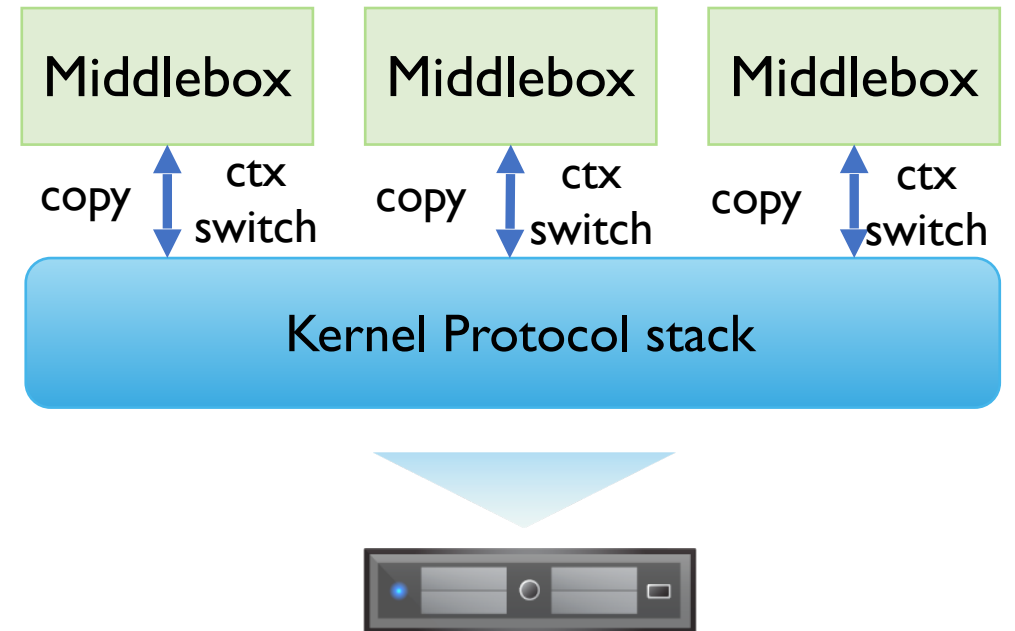 Middlebox
Middlebox
Middlebox
copy
ctx
switch
copy
ctx
switch
copy
ctx
switch
Kernel Protocol stack